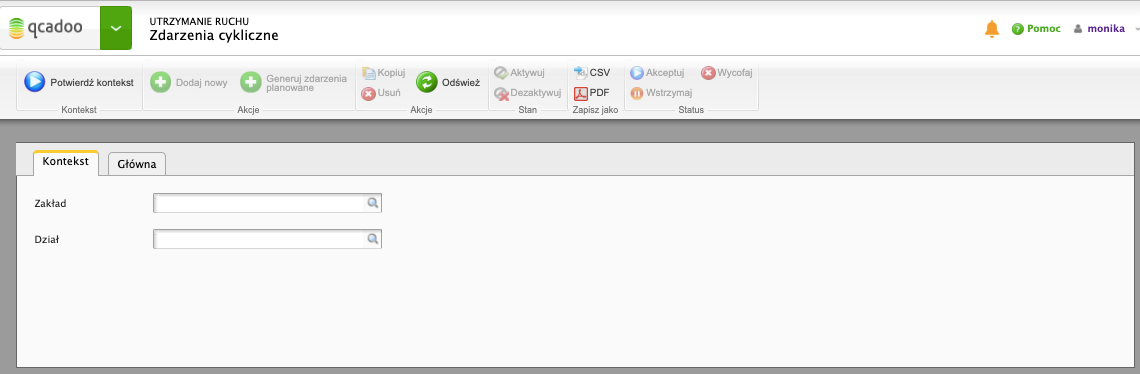 qcadoo
UTRZYMANIE RUCHU
Zdarzenia cykliczne
Pomoc
monika
Potwierdź kontekst
Kontekst
Dodaj nowy
Generuj zdarzenia
planowane
Akcje
Kopiuj
Usuń
Odśwież
Akcje
Aktywuj
Dezaktywuj
Stan
CSV
PDF
Zapisz jako
Akceptuj
Wycofaj
Wstrzymaj
Status
Kontekst
Główna
Zakład
Dział